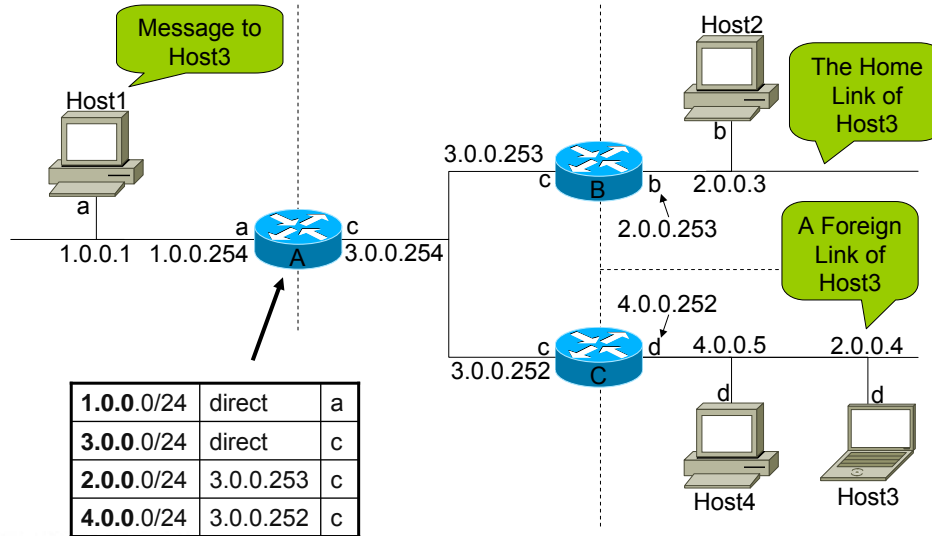 Message to
Host3
Host1
a
1.0.0.1
1.0.0.254
a
A
c
3.0.0.254
3.0.0.253
c
B
b
2.0.0.253
Host2
b
2.0.0.3
The Home
Link of
Host3
A Foreign
Link of
Host3
3.0.0.252
c
C
d
4.0.0.252
4.0.0.5
2.0.0.4
d
Host4
d
Host3
1.0.0.0/24 direct a
3.0.0.0/24 direct c
2.0.0.0/24 3.0.0.253 c
4.0.0.0/24 3.0.0.252 c